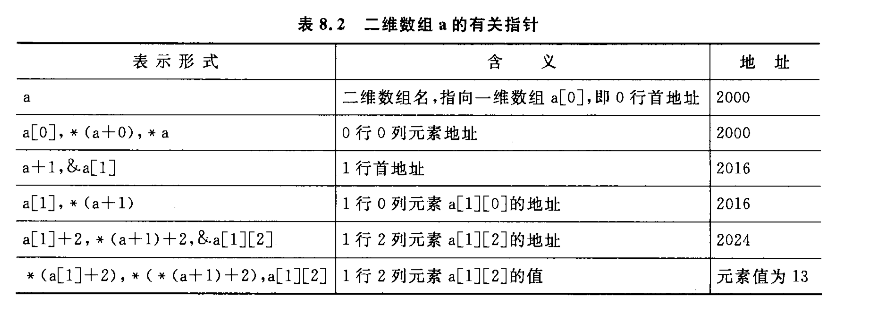 表 8.2 二维数组 a 的有关指针
表 示 形 式 含 义 地 址
a 二维数组名,指向一维数组 a[0],即 0 行首地址 2000
a[0], *(a+0), *a 0 行 0 列元素地址 2000
a+1,&a[1] 1 行首地址 2016
a[1], *(a+1) 1 行 0 列元素 a[1][0]的地址 2016
a[1]+2, *(a+1)+2,&a[1][2] 1 行 2 列元素 a[1][2]的地址 2024
*(a[1]+2), *(*(a+1)+2),a[1][2] 1 行 2 列元素 a[1][2]的值 元素值为 13